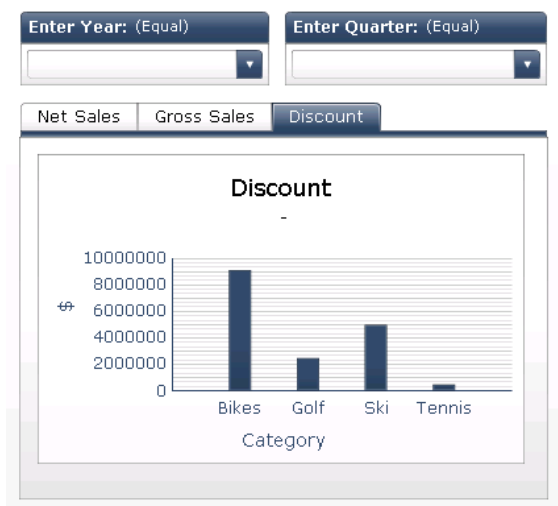 Enter Year: (Equal)
Enter Quarter: (Equal)
Net Sales
Gross Sales
Discount
Discount
-
10000000
8000000
6000000
4000000
2000000
0
$
Bikes Golf Ski Tennis
Category